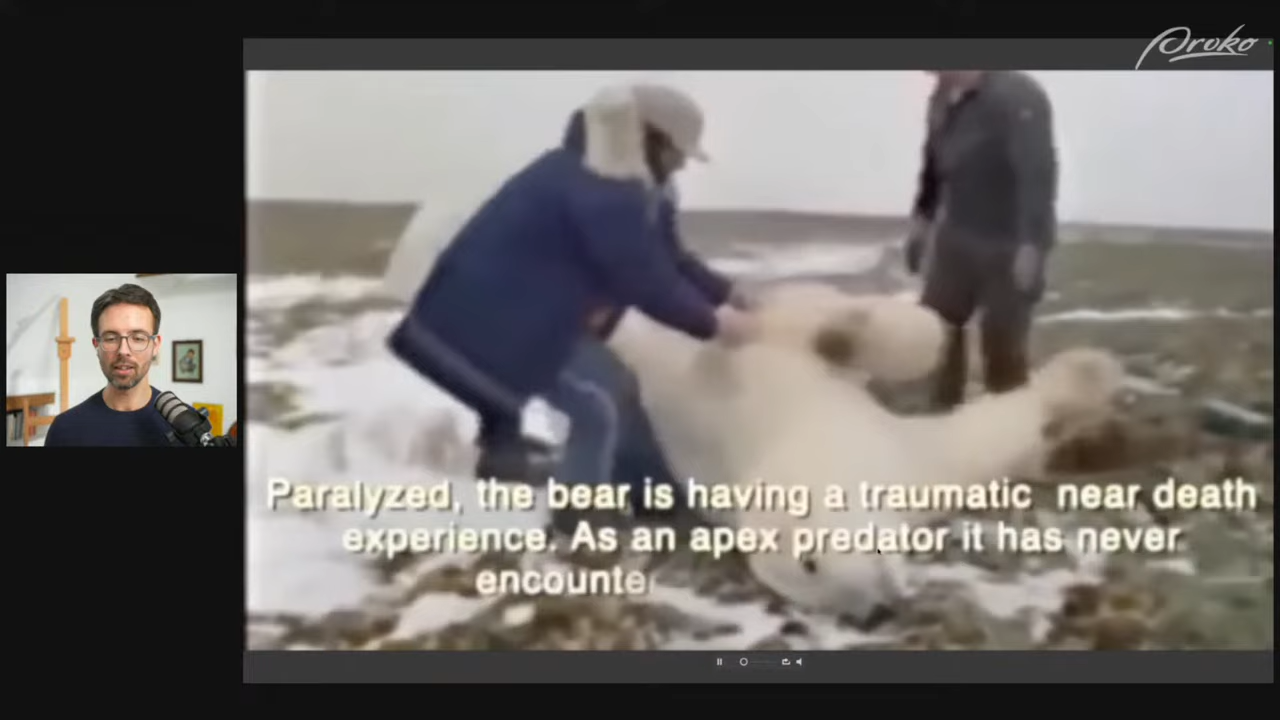 Proko
Paralyzed, the bear is having a traumatic near death
experience. As an apex predator it has never
encounte